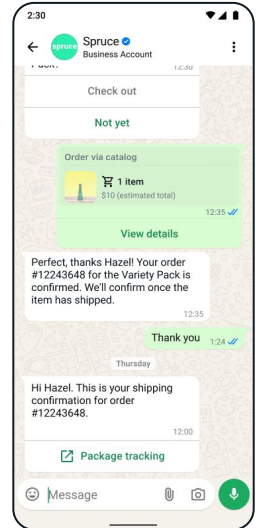 2:30
spruce
Spruce
Business Account
12:30
Check out
Not yet
Order via catalog
1 item
$10 (estimated total)
12:35
View details
Perfect, thanks Hazel! Your order
#12243648 for the Variety Pack is
confirmed. We'll confirm once the
item has shipped.
12:35
Thank you 1:24
Thursday
Hi Hazel. This is your shipping
confirmation for order
#12243648.
12:00
Package tracking
Message